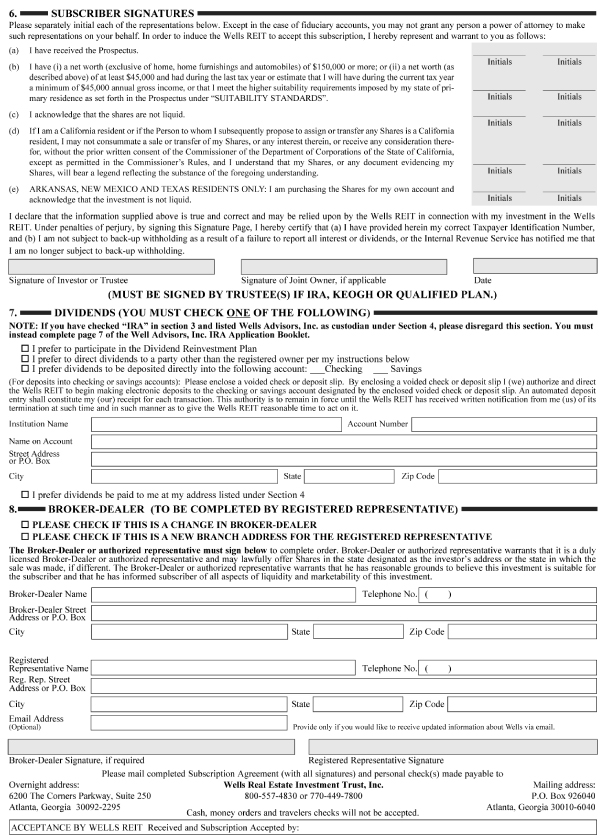 6. SUBSCRIBER SIGNATURES
Please separately initial each of the representations below. Except in the case of fiduciary accounts, you may not grant any person a power of attorney to make
such representations on your behalf. In order to induce the Wells REIT to accept this subscription, I hereby represent and warrant to you as follows:
(a) I have received the Prospectus.
Initials Initials
(b) I have (i) a net worth (exclusive of home, home furnishings and automobiles) of $150,000 or more; or (ii) a net worth (as
described above) of at least $45,000 and had during the last tax year or estimate that I will have during the current tax year
a minimum of $45,000 annual gross income, or that I meet the higher suitability requirements imposed by my state of pri-
mary residence as set forth in the Prospectus under “SUITABILITY STANDARDS”.
Initials Initials
(c) I acknowledge that the shares are not liquid.
Initials Initials
(d) If I am a California resident or if the Person to whom I subsequently propose to assign or transfer any Shares is a California
resident, I may not consummate a sale or transfer of my Shares, or any interest therein, or receive any consideration there-
for, without the prior written consent of the Commissioner of the Department of Corporations of the State of California,
except as permitted in the Commissioner’s Rules, and I understand that my Shares, or any document evidencing my
Shares, will bear a legend reflecting the substance of the foregoing understanding.
Initials Initials
(e) ARKANSAS, NEW MEXICO AND TEXAS RESIDENTS ONLY: I am purchasing the Shares for my own account and
acknowledge that the investment is not liquid.
Initials Initials
I declare that the information supplied above is true and correct and may be relied upon by the Wells REIT in connection with my investment in the Wells
REIT. Under penalties of perjury, by signing this Signature Page, I hereby certify that (a) I have provided herein my correct Taxpayer Identification Number,
and (b) I am not subject to back-up withholding as a result of a failure to report all interest or dividends, or the Internal Revenue Service has notified me that
I am no longer subject to back-up withholding.
Signature of Investor or Trustee Signature of Joint Owner, if applicable Date
(MUST BE SIGNED BY TRUSTEE(S) IF IRA, KEOGH OR QUALIFIED PLAN.)
7. DIVIDENDS (YOU MUST CHECK ONE OF THE FOLLOWING)
NOTE: If you have checked “IRA” in section 3 and listed Wells Advisors, Inc. as custodian under Section 4, please disregard this section. You must
instead complete page 7 of the Well Advisors, Inc. IRA Application Booklet.
☐ I prefer to participate in the Dividend Reinvestment Plan
☐ I prefer to direct dividends to a party other than the registered owner per my instructions below
☐ I prefer dividends to be deposited directly into the following account: ___Checking ___ Savings
(For deposits into checking or savings accounts): Please enclose a voided check or deposit slip. By enclosing a voided check or deposit slip I (we) authorize and direct
the Wells REIT to begin making electronic deposits to the checking or savings account designated by the enclosed voided check or deposit slip. An automated deposit
entry shall constitute my (our) receipt for each transaction. This authority is to remain in force until the Wells REIT has received written notification from me (us) of its
termination at such time and in such manner as to give the Wells REIT reasonable time to act on it.
Institution Name Account Number
Name on Account
Street Address
or P.O. Box
City State Zip Code
☐ I prefer dividends be paid to me at my address listed under Section 4
8. BROKER-DEALER (TO BE COMPLETED BY REGISTERED REPRESENTATIVE)
☐ PLEASE CHECK IF THIS IS A CHANGE IN BROKER-DEALER
☐ PLEASE CHECK IF THIS IS A NEW BRANCH ADDRESS FOR THE REGISTERED REPRESENTATIVE
The Broker-Dealer or authorized representative must sign below to complete order. Broker-Dealer or authorized representative warrants that it is a duly
licensed Broker-Dealer or authorized representative and may lawfully offer Shares in the state designated as the investor’s address or the state in which the
sale was made, if different. The Broker-Dealer or authorized representative warrants that he has reasonable grounds to believe this investment is suitable for
the subscriber and that he has informed subscriber of all aspects of liquidity and marketability of this investment.
Broker-Dealer Name Telephone No. ( )
Broker-Dealer Street
Address or P.O. Box
City State Zip Code
Registered
Representative Name Telephone No. ( )
Reg. Rep. Street
Address or P.O. Box
City State Zip Code
Email Address
(Optional) Provide only if you would like to receive updated information about Wells via email.
Broker-Dealer Signature, if required Registered Representative Signature
Please mail completed Subscription Agreement (with all signatures) and personal check(s) made payable to
Overnight address: Wells Real Estate Investment Trust, Inc. Mailing address:
6200 The Corners Parkway, Suite 250 800-557-4830 or 770-449-7800 P.O. Box 926040
Atlanta, Georgia 30092-2295 Atlanta, Georgia 30010-6040
Cash, money orders and travelers checks will not be accepted.
ACCEPTANCE BY WELLS REIT Received and Subscription Accepted by: